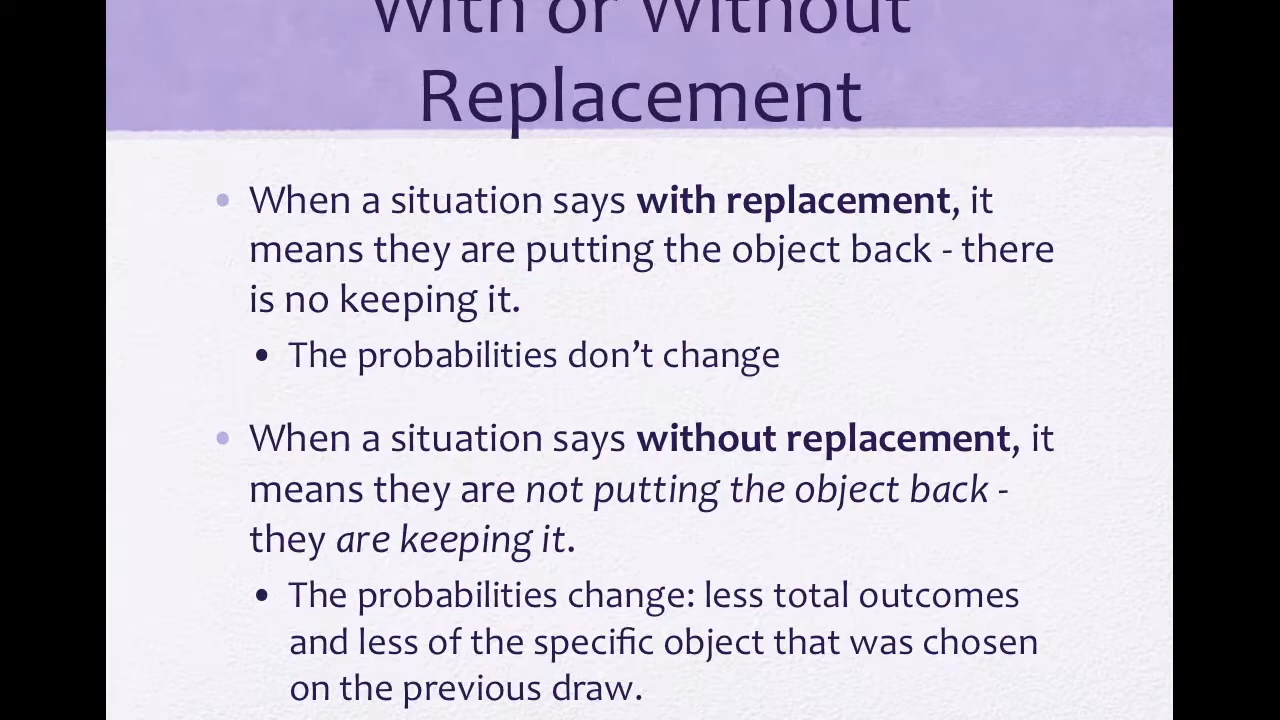 With or Without
Replacement
• When a situation says with replacement, it
means they are putting the object back - there
is no keeping it.
• The probabilities don’t change
• When a situation says without replacement, it
means they are not putting the object back -
they are keeping it.
• The probabilities change: less total outcomes
and less of the specific object that was chosen
on the previous draw.